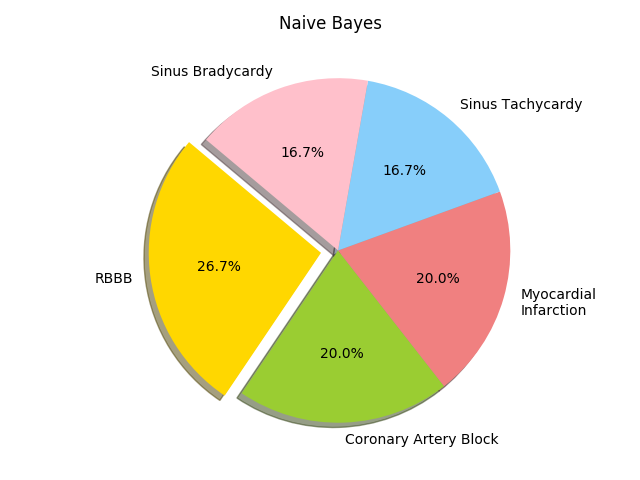 Naive Bayes
Sinus Bradycardy
Sinus Tachycardy
16.7%
16.7%
RBBB
26.7%
20.0%
Myocardial
Infarction
20.0%
Coronary Artery Block